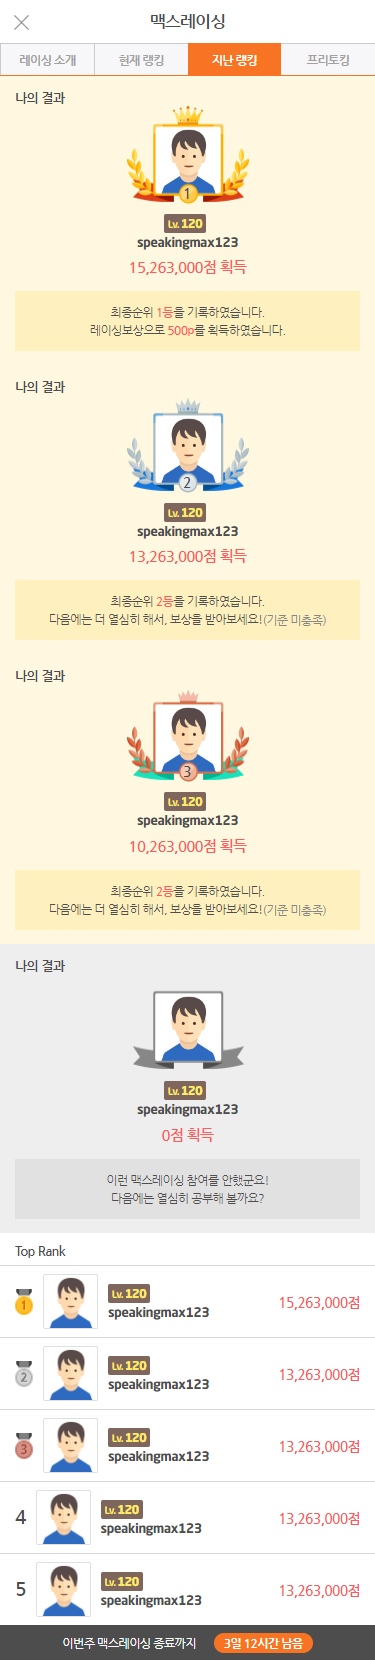 맥스레이싱
레이싱 소개 현재 랭킹 지난 랭킹 프리토킹
나의 결과
1
Lv. 120
speakingmax123
15,263,000점 획득
최종순위 1등을 기록하였습니다.
레이싱보상으로 500p를 획득하였습니다.
나의 결과
2
Lv. 120
speakingmax123
13,263,000점 획득
최종순위 2등을 기록하였습니다.
다음에는 더 열심히 해서, 보상을 받아보세요!(기준 미충족)
나의 결과
3
Lv. 120
speakingmax123
10,263,000점 획득
최종순위 2등을 기록하였습니다.
다음에는 더 열심히 해서, 보상을 받아보세요!(기준 미충족)
나의 결과
Lv. 120
speakingmax123
0점 획득
이런 맥스레이싱 참여를 안했군요!
다음에는 열심히 공부해 볼까요?
Top Rank
1 Lv. 120
speakingmax123 15,263,000점
2 Lv. 120
speakingmax123 13,263,000점
3 Lv. 120
speakingmax123 13,263,000점
4 Lv. 120
speakingmax123 13,263,000점
5 Lv. 120
speakingmax123 13,263,000점
이번주 맥스레이싱 종료까지 3일 12시간 남음